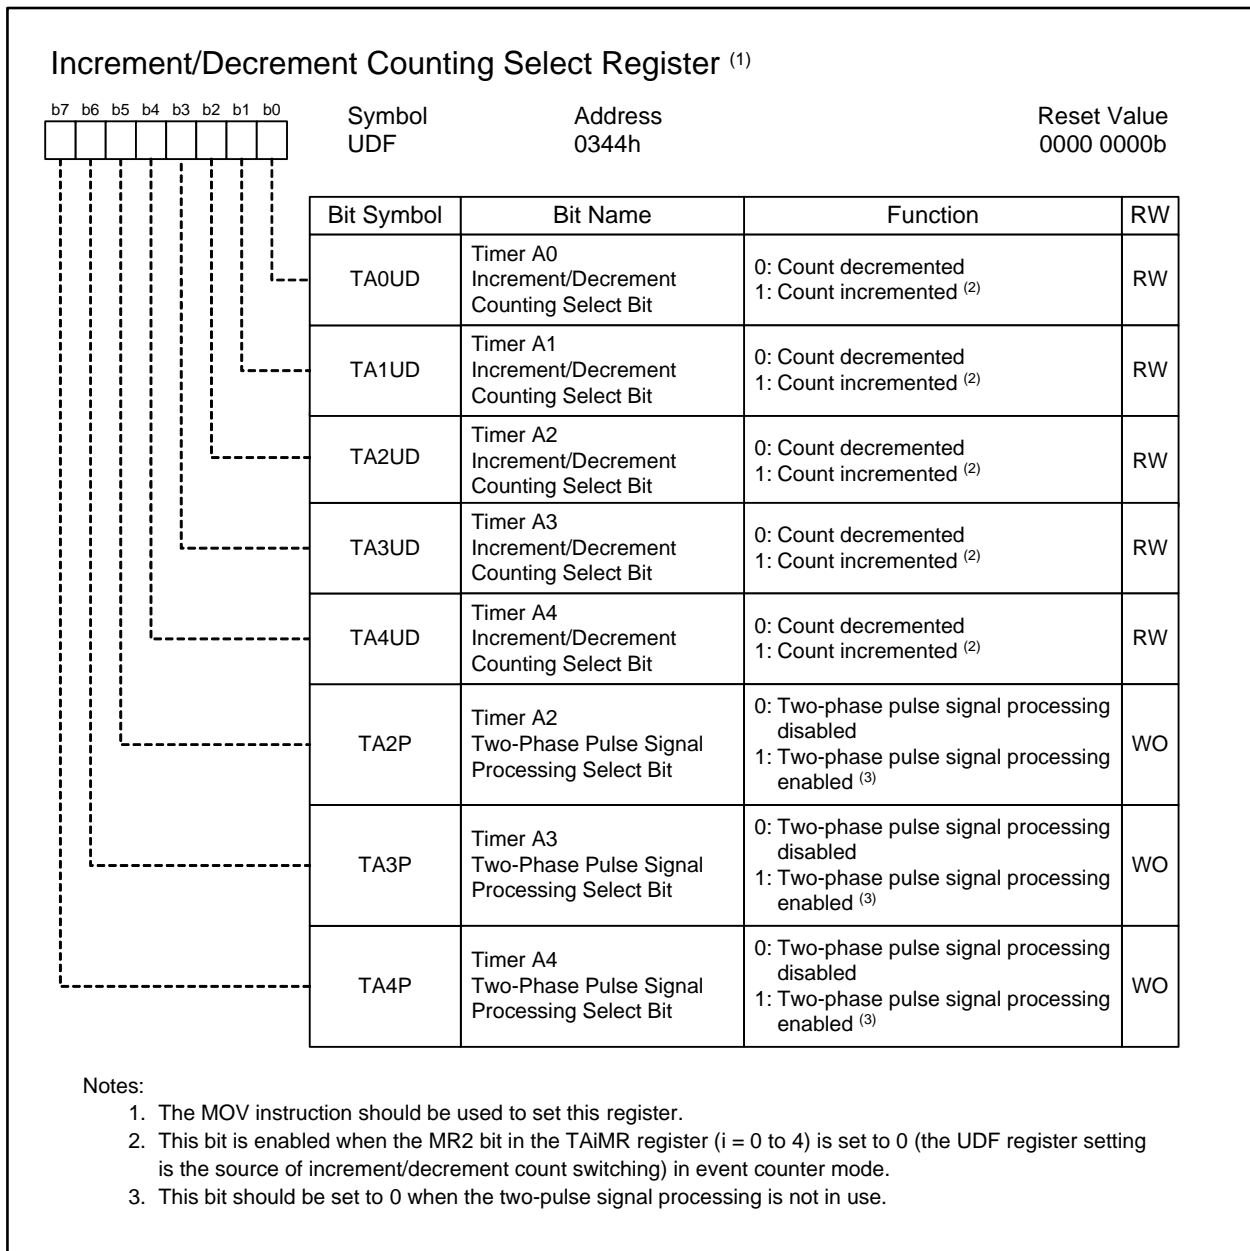 Increment/Decrement Counting Select Register (1)
b7 b6 b5 b4 b3 b2 b1 b0
Symbol Address Reset Value
UDF 0344h 0000 0000b
Bit Symbol Bit Name Function RW
TA0UD
Timer A0
Increment/Decrement
Counting Select Bit
0: Count decremented
1: Count incremented (2)
RW
TA1UD
Timer A1
Increment/Decrement
Counting Select Bit
0: Count decremented
1: Count incremented (2)
RW
TA2UD
Timer A2
Increment/Decrement
Counting Select Bit
0: Count decremented
1: Count incremented (2)
RW
TA3UD
Timer A3
Increment/Decrement
Counting Select Bit
0: Count decremented
1: Count incremented (2)
RW
TA4UD
Timer A4
Increment/Decrement
Counting Select Bit
0: Count decremented
1: Count incremented (2)
RW
TA2P
Timer A2
Two-Phase Pulse Signal
Processing Select Bit
0: Two-phase pulse signal processing
disabled
1: Two-phase pulse signal processing
enabled (3)
WO
TA3P
Timer A3
Two-Phase Pulse Signal
Processing Select Bit
0: Two-phase pulse signal processing
disabled
1: Two-phase pulse signal processing
enabled (3)
WO
TA4P
Timer A4
Two-Phase Pulse Signal
Processing Select Bit
0: Two-phase pulse signal processing
disabled
1: Two-phase pulse signal processing
enabled (3)
WO
Notes:
1. The MOV instruction should be used to set this register.
2. This bit is enabled when the MR2 bit in the TAiMR register (i = 0 to 4) is set to 0 (the UDF register setting
is the source of increment/decrement count switching) in event counter mode.
3. This bit should be set to 0 when the two-pulse signal processing is not in use.